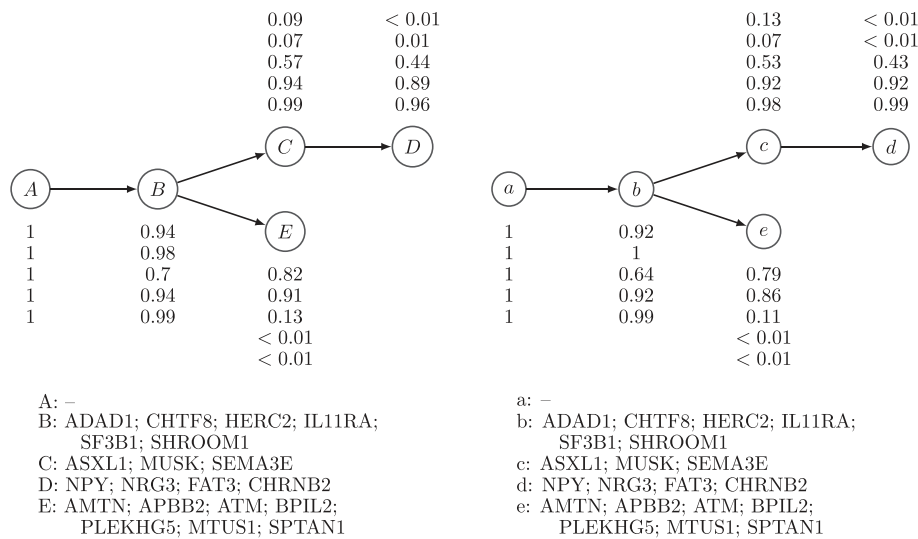 0.09 < 0.01
0.07 0.01
0.57 0.44
0.94 0.89
0.99 0.96
C D
A B
E
1 0.94
1 0.98
1 0.7 0.82
1 0.94 0.91
1 0.99 0.13
< 0.01
< 0.01
A: –
B: ADAD1; CHTF8; HERC2; IL11RA;
SF3B1; SHROOM1
C: ASXL1; MUSK; SEMA3E
D: NPY; NRG3; FAT3; CHRNB2
E: AMTN; APBB2; ATM; BPIL2;
PLEKHG5; MTUS1; SPTAN1
0.13 < 0.01
0.07 < 0.01
0.53 0.43
0.92 0.92
0.98 0.99
c d
a b
e
1 0.92
1 1
1 0.64 0.79
1 0.92 0.86
1 0.99 0.11
< 0.01
< 0.01
a: –
b: ADAD1; CHTF8; HERC2; IL11RA;
SF3B1; SHROOM1
c: ASXL1; MUSK; SEMA3E
d: NPY; NRG3; FAT3; CHRNB2
e: AMTN; APBB2; ATM; BPIL2;
PLEKHG5; MTUS1; SPTAN1